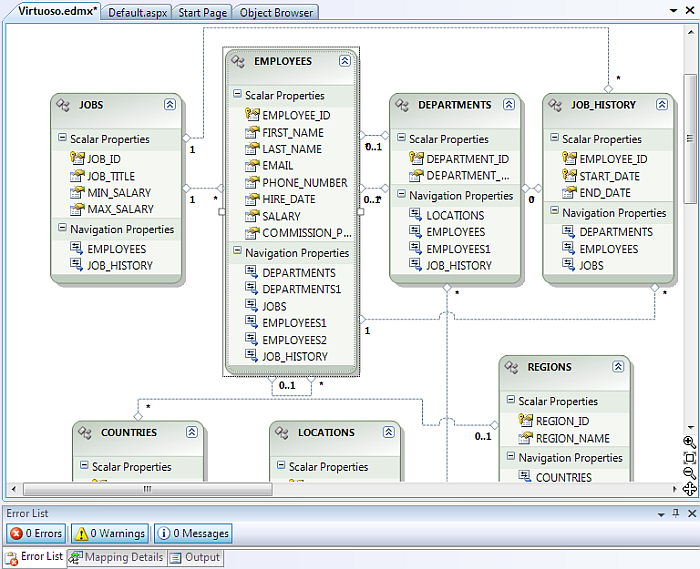 Virtuoso.edmx* Default.aspx Start Page Object Browser
JOBS
Scalar Properties
JOB_ID
JOB_TITLE
MIN_SALARY
MAX_SALARY
Navigation Properties
EMPLOYEES
JOB_HISTORY
1
1
*
EMPLOYEES
Scalar Properties
EMPLOYEE_ID
FIRST_NAME
LAST_NAME
EMAIL
PHONE_NUMBER
HIRE_DATE
SALARY
COMMISSION_P...
Navigation Properties
DEPARTMENTS
DEPARTMENTS1
JOBS
EMPLOYEES1
EMPLOYEES2
JOB_HISTORY
0..1 *
1
DEPARTMENTS
Scalar Properties
DEPARTMENT_ID
DEPARTMENT_...
Navigation Properties
LOCATIONS
EMPLOYEES
EMPLOYEES1
JOB_HISTORY
*
*
JOB_HISTORY
Scalar Properties
EMPLOYEE_ID
START_DATE
END_DATE
Navigation Properties
DEPARTMENTS
EMPLOYEES
JOBS
*
*
COUNTRIES
Scalar Properties
LOCATIONS
Scalar Properties
0..1
REGIONS
Scalar Properties
REGION_ID
REGION_NAME
Navigation Properties
COUNTRIES
Error List
0 Errors 0 Warnings 0 Messages
Error List Mapping Details Output